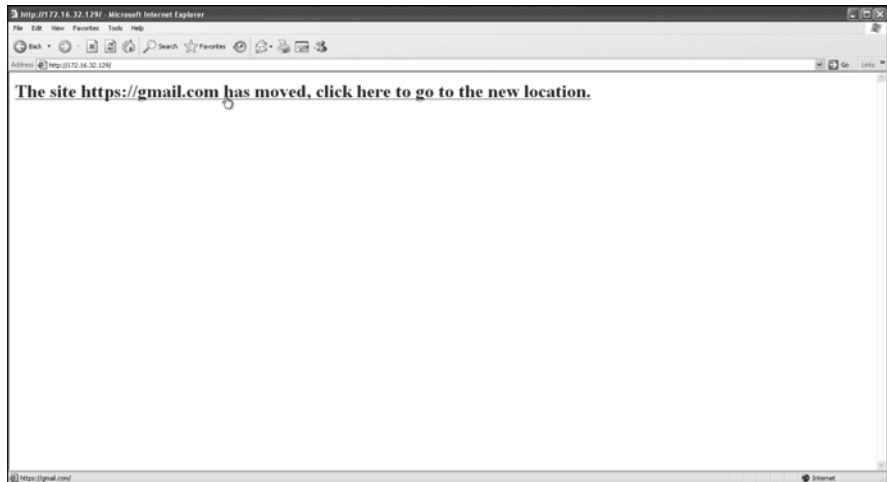 http://172.16.32.129/ - Microsoft Internet Explorer
File Edit View Favorites Tools Help
Back Search Favorites
Address http://172.16.32.129/ Go Links
The site https://gmail.com has moved, click here to go to the new location.
https://gmail.com/ Internet